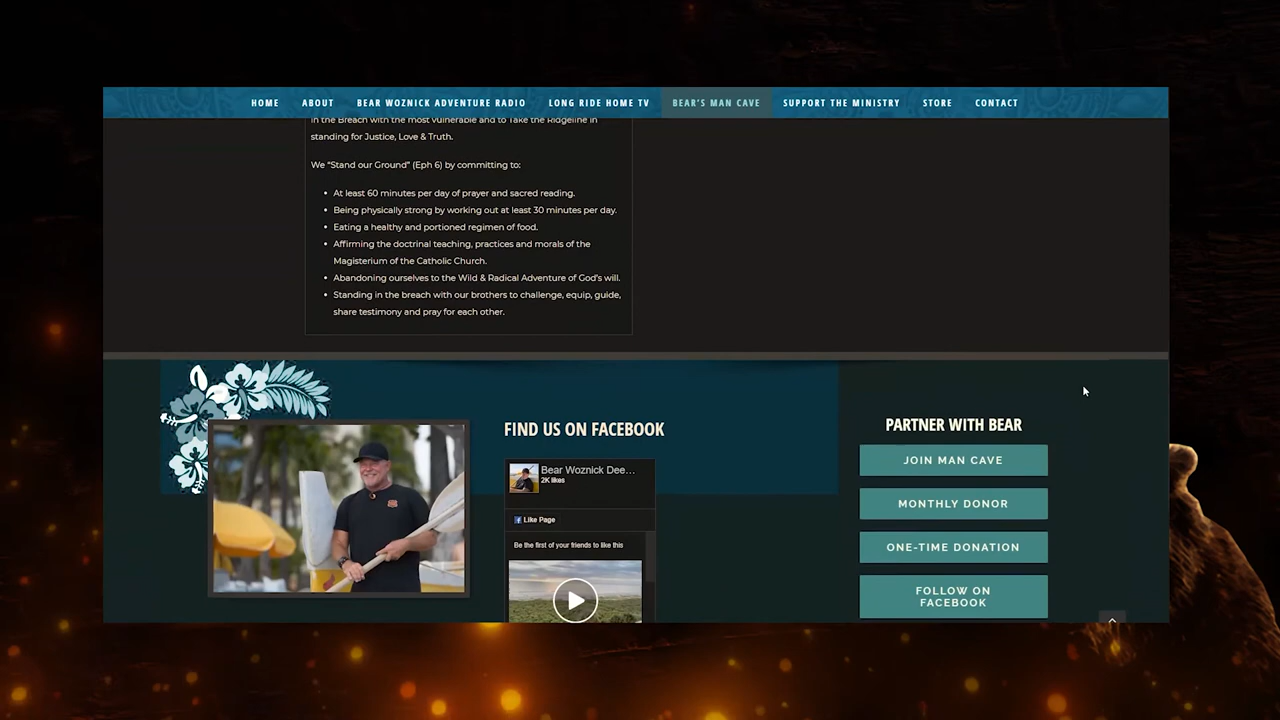 HOME ABOUT BEAR WOZNICK ADVENTURE RADIO LONG RIDE HOME TV BEAR'S MAN CAVE SUPPORT THE MINISTRY STORE CONTACT
in the Breach with the most vulnerable and to Take the Ridgeline in
standing for Justice, Love & Truth.
We "Stand our Ground" (Eph 6) by committing to:
• At least 60 minutes per day of prayer and sacred reading.
• Being physically strong by working out at least 30 minutes per day.
• Eating a healthy and portioned regimen of food.
• Affirming the doctrinal teaching, practices and morals of the
Magisterium of the Catholic Church.
• Abandoning ourselves to the Wild & Radical Adventure of God's will.
• Standing in the breach with our brothers to challenge, equip, guide,
share testimony and pray for each other.
FIND US ON FACEBOOK
Bear Woznick Dee...
2K likes
Like Page
Be the first of your friends to like this
PARTNER WITH BEAR
JOIN MAN CAVE
MONTHLY DONOR
ONE-TIME DONATION
FOLLOW ON
FACEBOOK